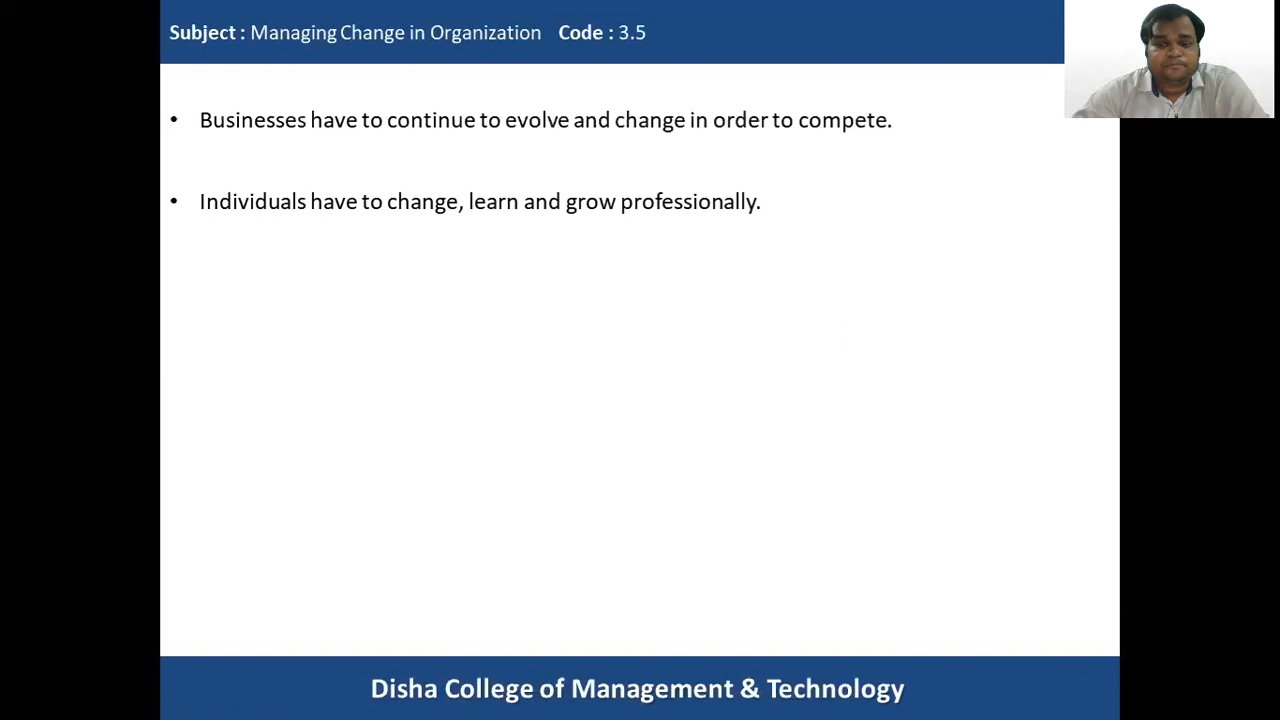 Subject : Managing Change in Organization Code : 3.5
• Businesses have to continue to evolve and change in order to compete.
• Individuals have to change, learn and grow professionally.
Disha College of Management & Technology